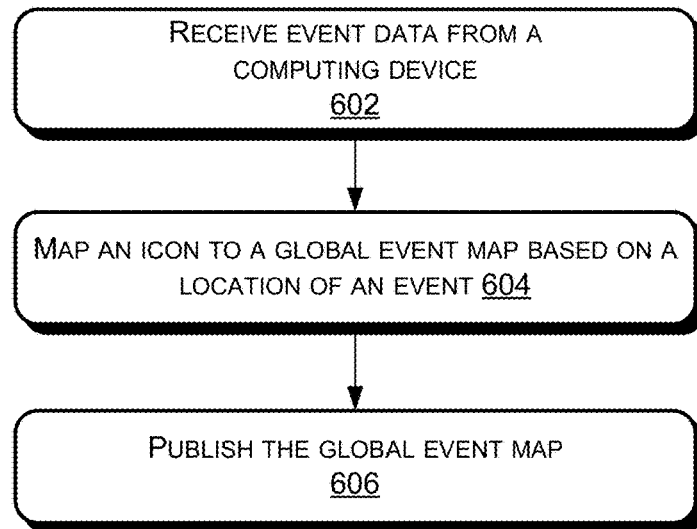 RECEIVE EVENT DATA FROM A
COMPUTING DEVICE
602
MAP AN ICON TO A GLOBAL EVENT MAP BASED ON A
LOCATION OF AN EVENT 604
PUBLISH THE GLOBAL EVENT MAP
606